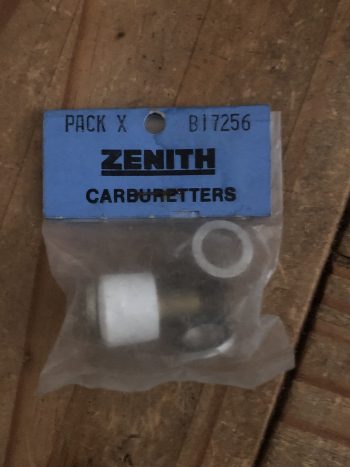 PACK X B17256
ZENITH
CARBURETTERS